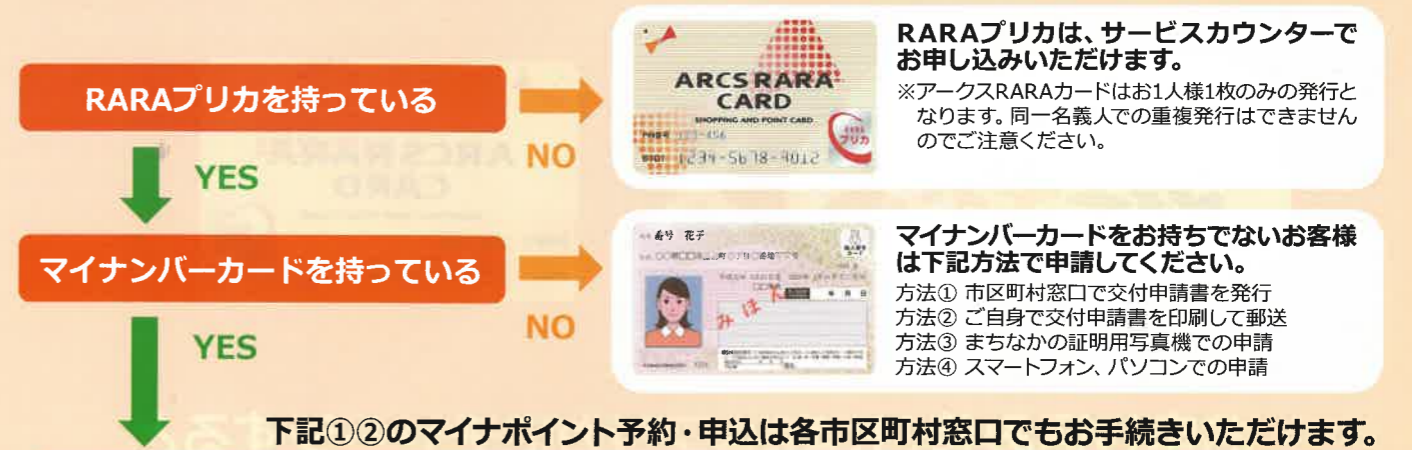 RARAプリカを持っている
NO
YES
ARCS RARA
CARD
SHOPPING AND POINT CARD
123-456
1234-5678-9012
プリカ
RARAプリカは、サービスカウンターで
お申し込みいただけます。
※アークスRARAカードはお1人様1枚のみの発行と
なります。同一名義人での重複発行はできません
のでご注意ください。
マイナンバーカードを持っている
NO
YES
番号 花子
みほん
マイナンバーカードをお持ちでないお客様
は下記方法で申請してください。
方法① 市区町村窓口で交付申請書を発行
方法② ご自身で交付申請書を印刷して郵送
方法③ まちなかの証明用写真機での申請
方法④ スマートフォン、パソコンでの申請
下記①②のマイナポイント予約・申込は各市区町村窓口でもお手続きいただけます。